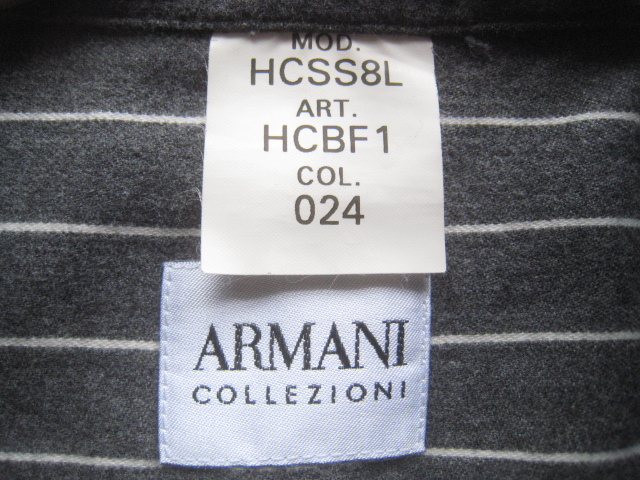 MOD.
HCSS8L
ART.
HCBF1
COL.
024
ARMANI
COLLEZIONI